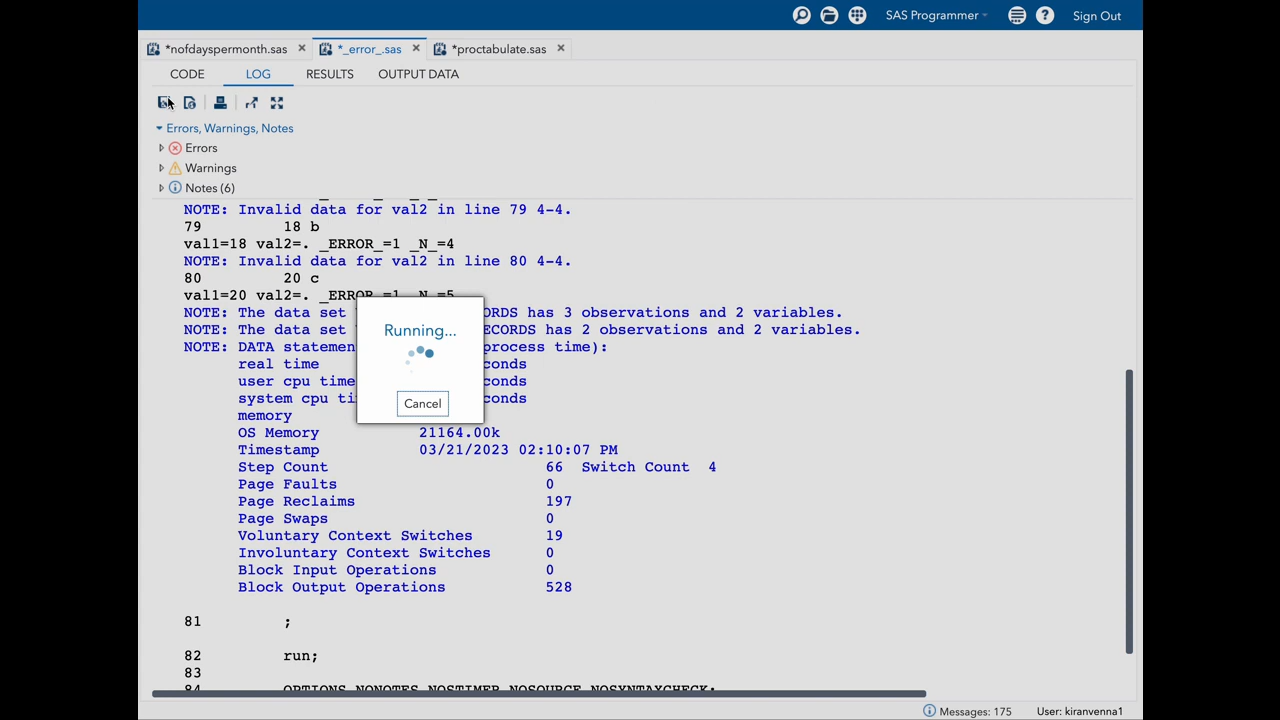 SAS Programmer Sign Out
*nofdayspermonth.sas *_error_.sas *proctabulate.sas
CODE LOG RESULTS OUTPUT DATA
Errors, Warnings, Notes
Errors
Warnings
Notes (6)
NOTE: Invalid data for val2 in line 79 4-4.
79 18 b
val1=18 val2=. _ERROR_=1 _N_=4
NOTE: Invalid data for val2 in line 80 4-4.
80 20 c
val1=20 val2=. _ERROR_=1 _N_=5
NOTE: The data set ORDS has 3 observations and 2 variables.
NOTE: The data set ECORDS has 2 observations and 2 variables.
NOTE: DATA statement process time):
real time conds
user cpu time conds
system cpu ti conds
memory
OS Memory 21164.00k
Timestamp 03/21/2023 02:10:07 PM
Step Count 66 Switch Count 4
Page Faults 0
Page Reclaims 197
Page Swaps 0
Voluntary Context Switches 19
Involuntary Context Switches 0
Block Input Operations 0
Block Output Operations 528
81 ;
82 run;
83
84 OPTIONS NONOTES NOSTIMER NOSOURCE NOSYNTAXCHECK;
Running...
Cancel
Messages: 175 User: kiranvenna1